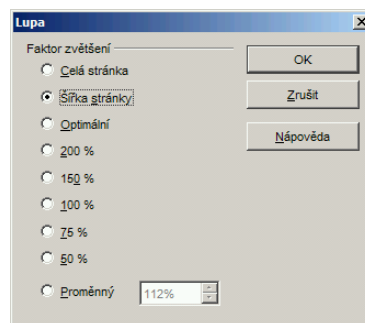 Lupa
Faktor zvětšení
Celá stránka
Šířka stránky
Optimální
200 %
150 %
100 %
75 %
50 %
Proměnný
112%
OK
Zrušit
Nápověda